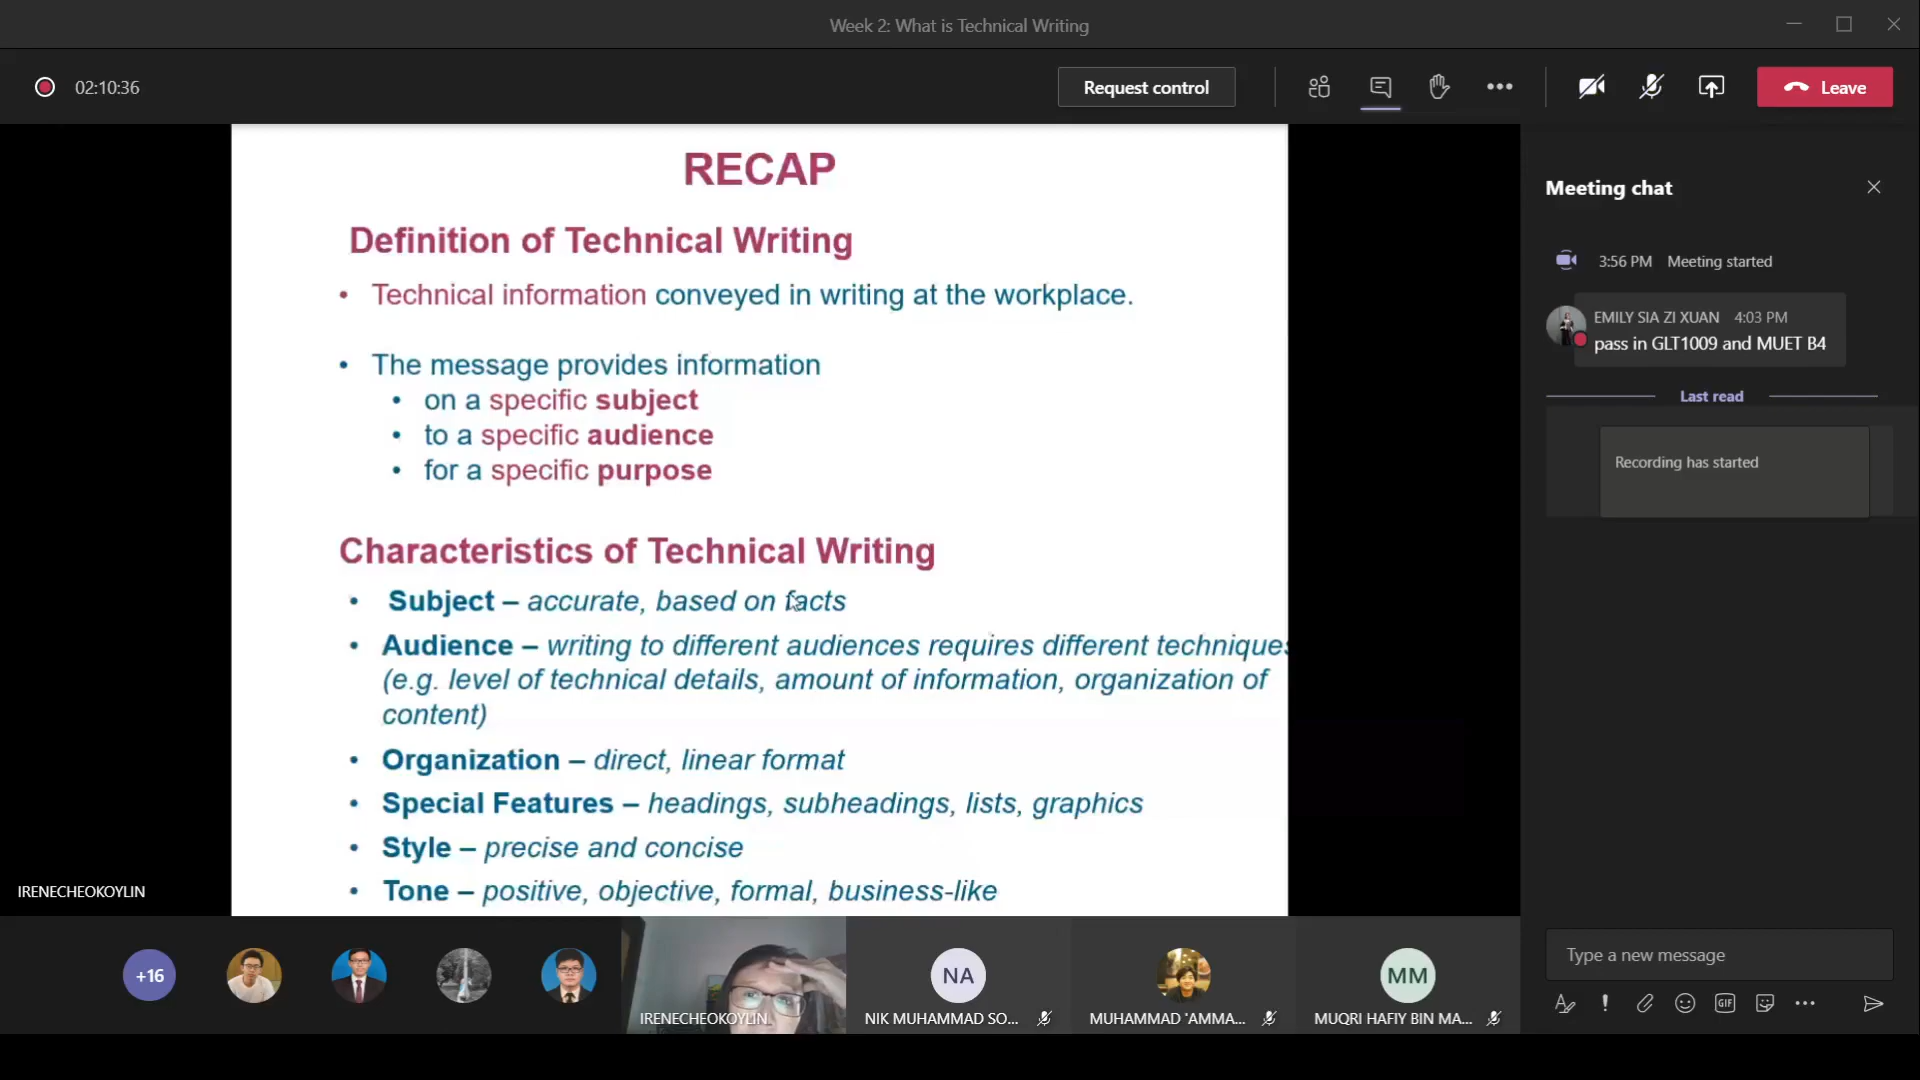 Week 2: What is Technical Writing
02:10:36
Request control
Leave
RECAP
Definition of Technical Writing
• Technical information conveyed in writing at the workplace.
• The message provides information
• on a specific subject
• to a specific audience
• for a specific purpose
Characteristics of Technical Writing
• Subject – accurate, based on facts
• Audience – writing to different audiences requires different techniques
(e.g. level of technical details, amount of information, organization of
content)
• Organization – direct, linear format
• Special Features – headings, subheadings, lists, graphics
• Style – precise and concise
• Tone – positive, objective, formal, business-like
IRENECHEOKOYLIN
Meeting chat
3:56 PM Meeting started
EMILY SIA ZI XUAN 4:03 PM
pass in GLT1009 and MUET B4
Last read
Recording has started
Type a new message
GIF
+16
IRENECHEOKOYLIN
NA
NIK MUHAMMAD SO...
MUHAMMAD 'AMMA...
MM
MUQRI HAFIY BIN MA...